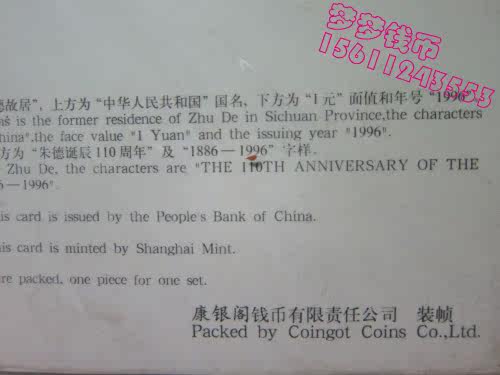 梦梦钱币
15611243553
德故居”，上方为“中华人民共和国”国名，下方为“1元”面值和年号“1996”
is the former residence of Zhu De in Sichuan Province,the characters
hina",the face value "1 Yuan" and the issuing year "1996".
方为“朱德诞辰110周年”及“1886—1996”字样。
Zhu De, the characters are "THE 110TH ANNIVERSARY OF THE
6—1996".
is card is issued by the People's Bank of China.
is card is minted by Shanghai Mint.
re packed, one piece for one set.
康银阁钱币有限责任公司 装帧
Packed by Coingot Coins Co.,Ltd.